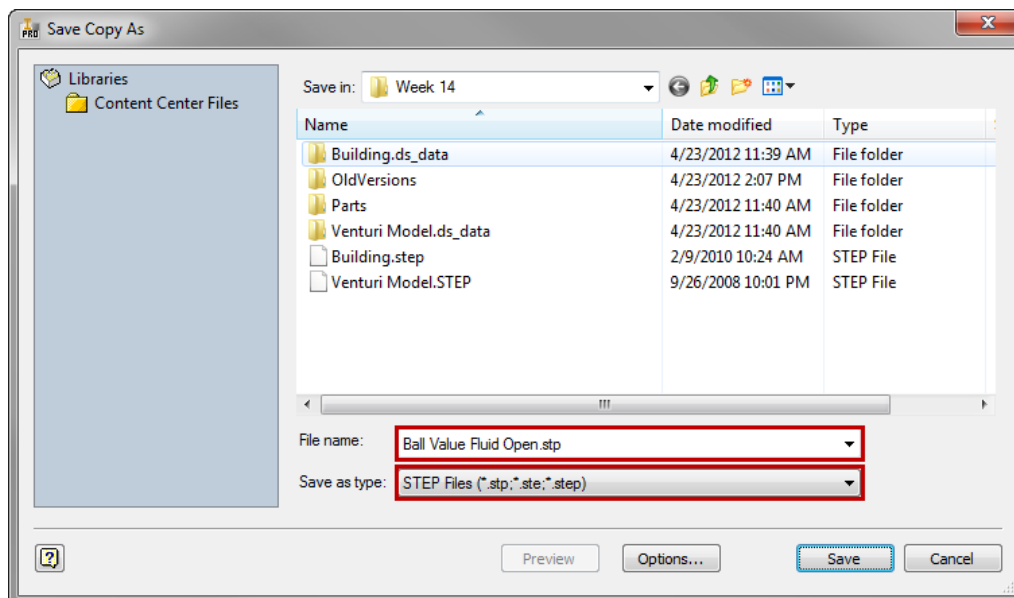 PRO Save Copy As
Libraries
Content Center Files
Save in: Week 14
Name Date modified Type
Building.ds_data 4/23/2012 11:39 AM File folder
OldVersions 4/23/2012 2:07 PM File folder
Parts 4/23/2012 11:40 AM File folder
Venturi Model.ds_data 4/23/2012 11:40 AM File folder
Building.step 2/9/2010 10:24 AM STEP File
Venturi Model.STEP 9/26/2008 10:01 PM STEP File
File name: Ball Value Fluid Open.stp
Save as type: STEP Files (*.stp;*.ste;*.step)
Preview Options... Save Cancel